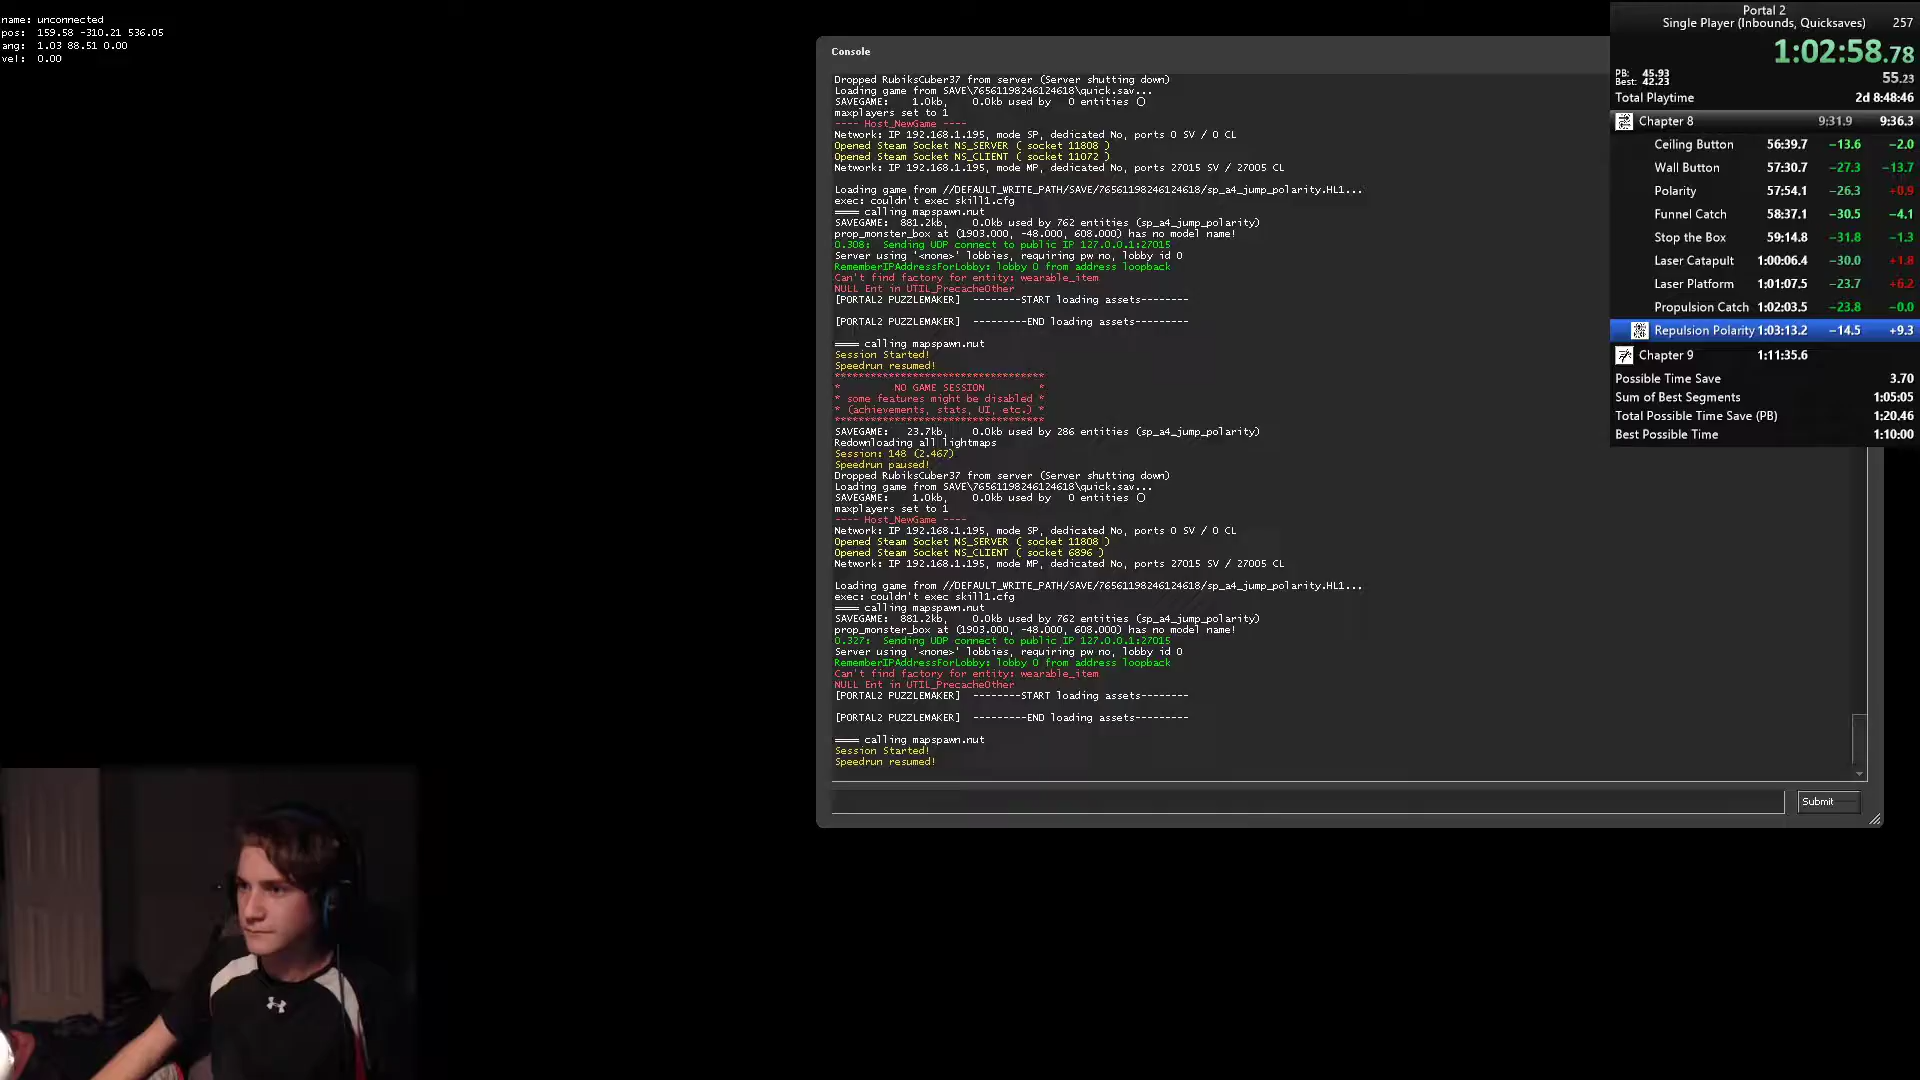 name: unconnected
pos: 159.58 -310.21 536.05
ang: 1.03 88.51 0.00
vel: 0.00
Console
Dropped RubiksCuber37 from server (Server shutting down)
Loading game from SAVE\76561198246124618\quick.sav...
SAVEGAME: 1.0kb, 0.0kb used by 0 entities ()
maxplayers set to 1
---- Host_NewGame ----
Network: IP 192.168.1.195, mode SP, dedicated No, ports 0 SV / 0 CL
Opened Steam Socket NS_SERVER ( socket 11808 )
Opened Steam Socket NS_CLIENT ( socket 11072 )
Network: IP 192.168.1.195, mode MP, dedicated No, ports 27015 SV / 27005 CL
Loading game from //DEFAULT_WRITE_PATH/SAVE/76561198246124618/sp_a4_jump_polarity.HL1...
exec: couldn't exec skill1.cfg
==== calling mapspawn.nut
SAVEGAME: 881.2kb, 0.0kb used by 762 entities (sp_a4_jump_polarity)
prop_monster_box at (1903.000, -48.000, 608.000) has no model name!
0.308: Sending UDP connect to public IP 127.0.0.1:27015
Server using '<none>' lobbies, requiring pw no, lobby id 0
RememberIPAddressForLobby: lobby 0 from address loopback
Can't find factory for entity: wearable_item
NULL Ent in UTIL_PrecacheOther
[PORTAL2 PUZZLEMAKER] --------START loading assets--------
[PORTAL2 PUZZLEMAKER] ---------END loading assets--------
==== calling mapspawn.nut
Session Started!
Speedrun resumed!
***********************************
* NO GAME SESSION *
* some features might be disabled *
* (achievements, stats, UI, etc.) *
***********************************
SAVEGAME: 23.7kb, 0.0kb used by 286 entities (sp_a4_jump_polarity)
Redownloading all lightmaps
Session: 148 (2.467)
Speedrun paused!
Dropped RubiksCuber37 from server (Server shutting down)
Loading game from SAVE\76561198246124618\quick.sav...
SAVEGAME: 1.0kb, 0.0kb used by 0 entities ()
maxplayers set to 1
---- Host_NewGame ----
Network: IP 192.168.1.195, mode SP, dedicated No, ports 0 SV / 0 CL
Opened Steam Socket NS_SERVER ( socket 11808 )
Opened Steam Socket NS_CLIENT ( socket 6896 )
Network: IP 192.168.1.195, mode MP, dedicated No, ports 27015 SV / 27005 CL
Loading game from //DEFAULT_WRITE_PATH/SAVE/76561198246124618/sp_a4_jump_polarity.HL1...
exec: couldn't exec skill1.cfg
==== calling mapspawn.nut
SAVEGAME: 881.2kb, 0.0kb used by 762 entities (sp_a4_jump_polarity)
prop_monster_box at (1903.000, -48.000, 608.000) has no model name!
0.327: Sending UDP connect to public IP 127.0.0.1:27015
Server using '<none>' lobbies, requiring pw no, lobby id 0
RememberIPAddressForLobby: lobby 0 from address loopback
Can't find factory for entity: wearable_item
NULL Ent in UTIL_PrecacheOther
[PORTAL2 PUZZLEMAKER] --------START loading assets--------
[PORTAL2 PUZZLEMAKER] ---------END loading assets--------
==== calling mapspawn.nut
Session Started!
Speedrun resumed!
Submit
Portal 2
Single Player (Inbounds, Quicksaves) 257
1:02:58.78
PB: 45.93
Best: 42.23
55.23
Total Playtime 2d 8:48:46
Chapter 8 9:31.9 9:36.3
Ceiling Button 56:39.7 −13.6 −2.0
Wall Button 57:30.7 −27.3 −13.7
Polarity 57:54.1 −26.3 +0.9
Funnel Catch 58:37.1 −30.5 −4.1
Stop the Box 59:14.8 −31.8 −1.3
Laser Catapult 1:00:06.4 −30.0 +1.8
Laser Platform 1:01:07.5 −23.7 +6.2
Propulsion Catch 1:02:03.5 −23.8 −0.0
Repulsion Polarity 1:03:13.2 −14.5 +9.3
Chapter 9 1:11:35.6
Possible Time Save 3.70
Sum of Best Segments 1:05:05
Total Possible Time Save (PB) 1:20.46
Best Possible Time 1:10:00